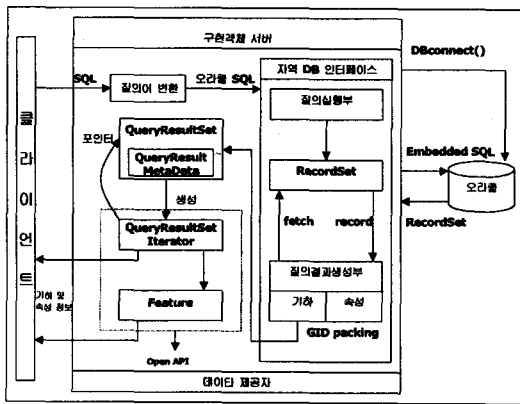 구현객체 서버
DBconnect()
SQL
질의어 변환
오라클 SQL
지역 DB 인터페이스
질의실행부
클라이언트
포인터
QueryResultSet
QueryResult
MetaData
RecordSet
Embedded SQL
오라클
RecordSet
생성
QueryResultSet
Iterator
fetch
record
질의결과생성부
기하
속성
기하 및
속성 정보
Feature
GID packing
Open API
데이타 제공자